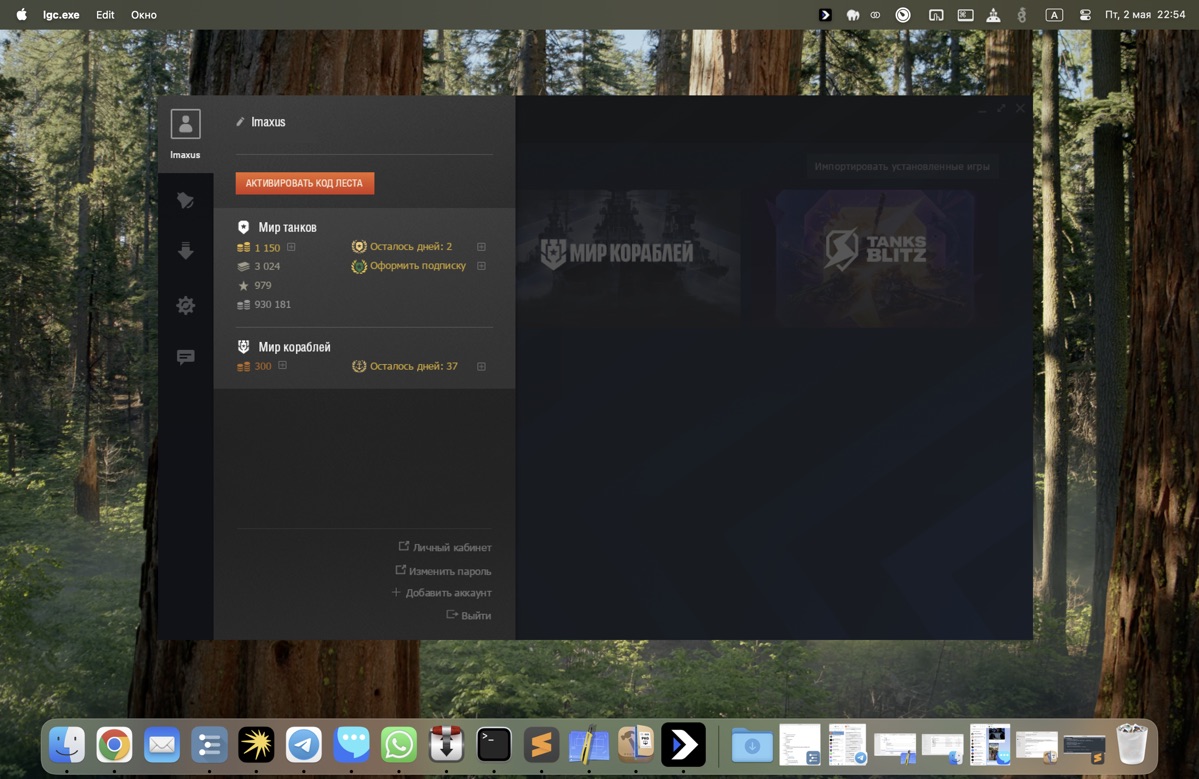 lgc.exe Edit Окно
A Пт, 2 мая 22:54
lmaxus
lmaxus
АКТИВИРОВАТЬ КОД ЛЕСТА
Импортировать установленные игры
Мир танков
1 150 Осталось дней: 2
3 024 Оформить подписку
979
930 181
МИР КОРАБЛЕЙ
TANKS
BLITZ
Мир кораблей
300 Осталось дней: 37
Личный кабинет
Изменить пароль
Добавить аккаунт
Выйти